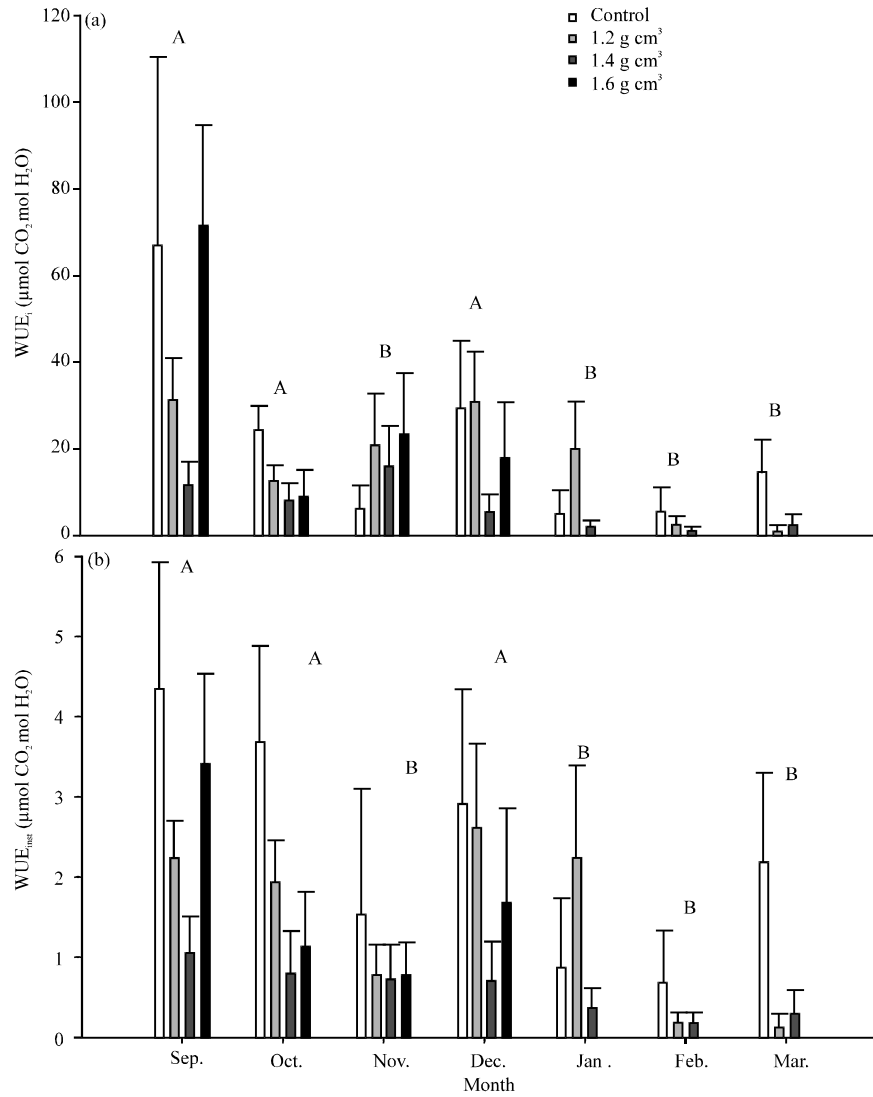 (a)
Control
1.2 g cm³
1.4 g cm³
1.6 g cm³
120
100
80
60
40
20
0
WUEᵢ (µmol CO₂ mol H₂O)
A
A
B
A
B
B
B
(b)
6
5
4
3
2
1
0
WUEᵢₙₛₜ (µmol CO₂ mol H₂O)
A
A
B
A
B
B
B
Sep. Oct. Nov. Dec. Jan . Feb. Mar.
Month